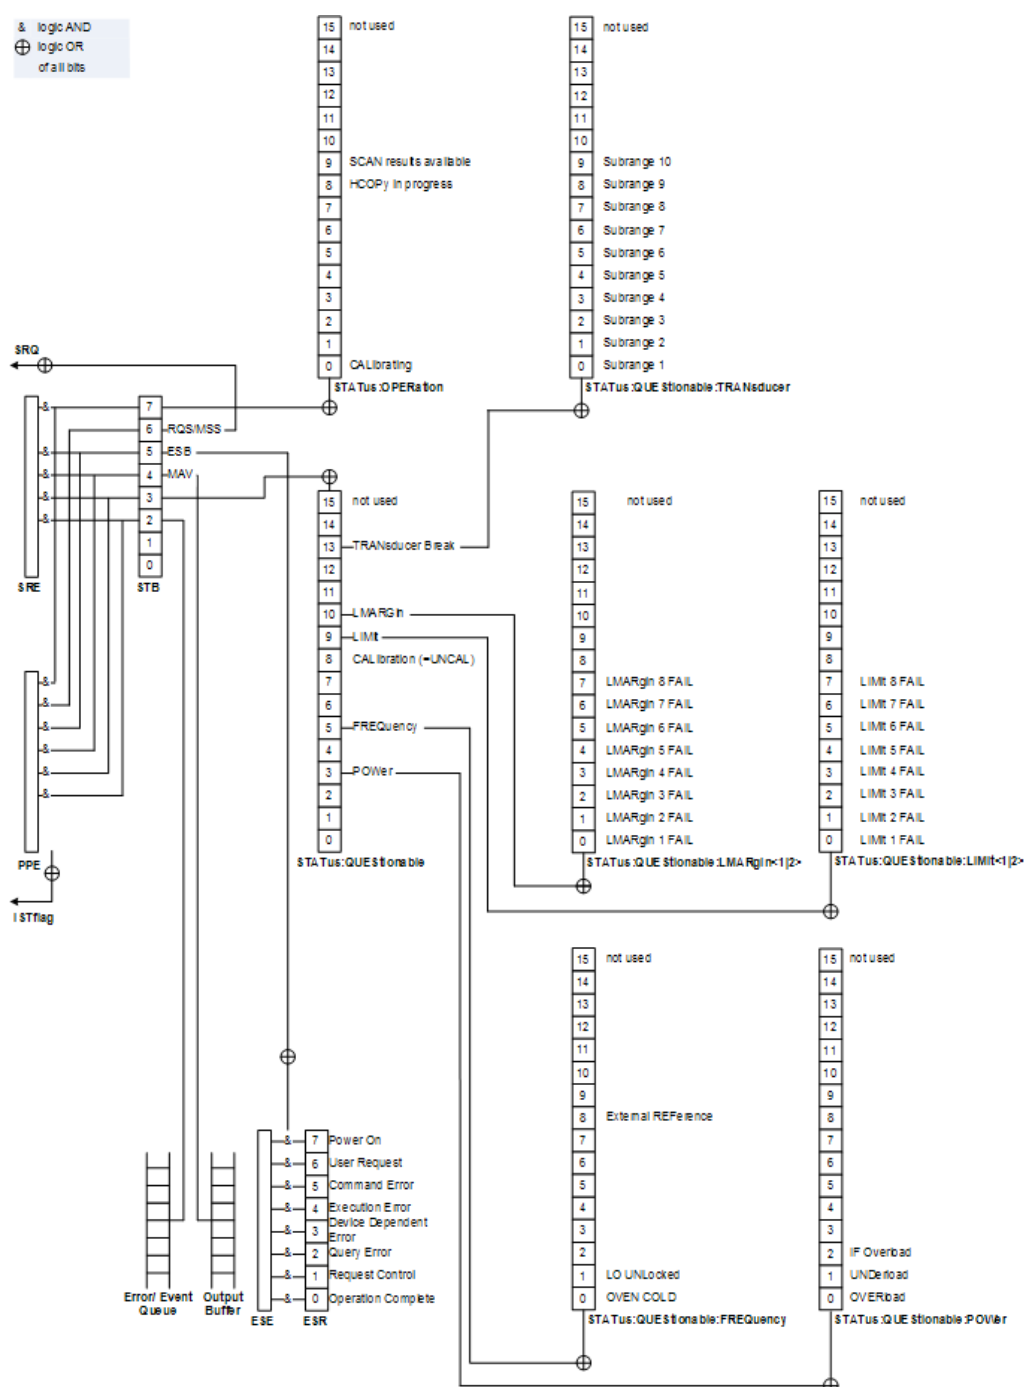 & logic AND
⊕ logic OR
of all bits
15 not used
14
13
12
11
10
9 SCAN results available
8 HCOPy in progress
7
6
5
4
3
2
1
0 CALibrating
STATus:OPERation
15 not used
14
13
12
11
10
9 Subrange 10
8 Subrange 9
7 Subrange 8
6 Subrange 7
5 Subrange 6
4 Subrange 5
3 Subrange 4
2 Subrange 3
1 Subrange 2
0 Subrange 1
STATus:QUEStionable:TRANsducer
SRQ
&
&
&
&
&
SRE
7
6 RQS/MSS
5 ESB
4 MAV
3
2
1
0
STB
&
&
&
&
&
&
PPE
ISTflag
15 not used
14
13 TRANsducer Break
12
11
10 LMARGin
9 LIMit
8 CALibration (=UNCAL)
7
6
5 FREQuency
4
3 POWer
2
1
0
STATus:QUEStionable
15 not used
14
13
12
11
10
9
8
7 LMARgin 8 FAIL
6 LMARgin 7 FAIL
5 LMARgin 6 FAIL
4 LMARgin 5 FAIL
3 LMARgin 4 FAIL
2 LMARgin 3 FAIL
1 LMARgin 2 FAIL
0 LMARgin 1 FAIL
STATus:QUEStionable:LMARgin<1|2>
15 not used
14
13
12
11
10
9
8
7 LIMit 8 FAIL
6 LIMit 7 FAIL
5 LIMit 6 FAIL
4 LIMit 5 FAIL
3 LIMit 4 FAIL
2 LIMit 3 FAIL
1 LIMit 2 FAIL
0 LIMit 1 FAIL
STATus:QUEStionable:LIMit<1|2>
Error/ Event
Queue
Output
Buffer
ESE
& 7 Power On
& 6 User Request
& 5 Command Error
& 4 Execution Error
& 3 Device Dependent
Error
& 2 Query Error
& 1 Request Control
& 0 Operation Complete
ESR
15 not used
14
13
12
11
10
9
8 External REFerence
7
6
5
4
3
2
1 LO UNLocked
0 OVEN COLD
STATus:QUEStionable:FREQuency
15 not used
14
13
12
11
10
9
8
7
6
5
4
3
2 IF Overload
1 UNDerload
0 OVERload
STATus:QUEStionable:POWer